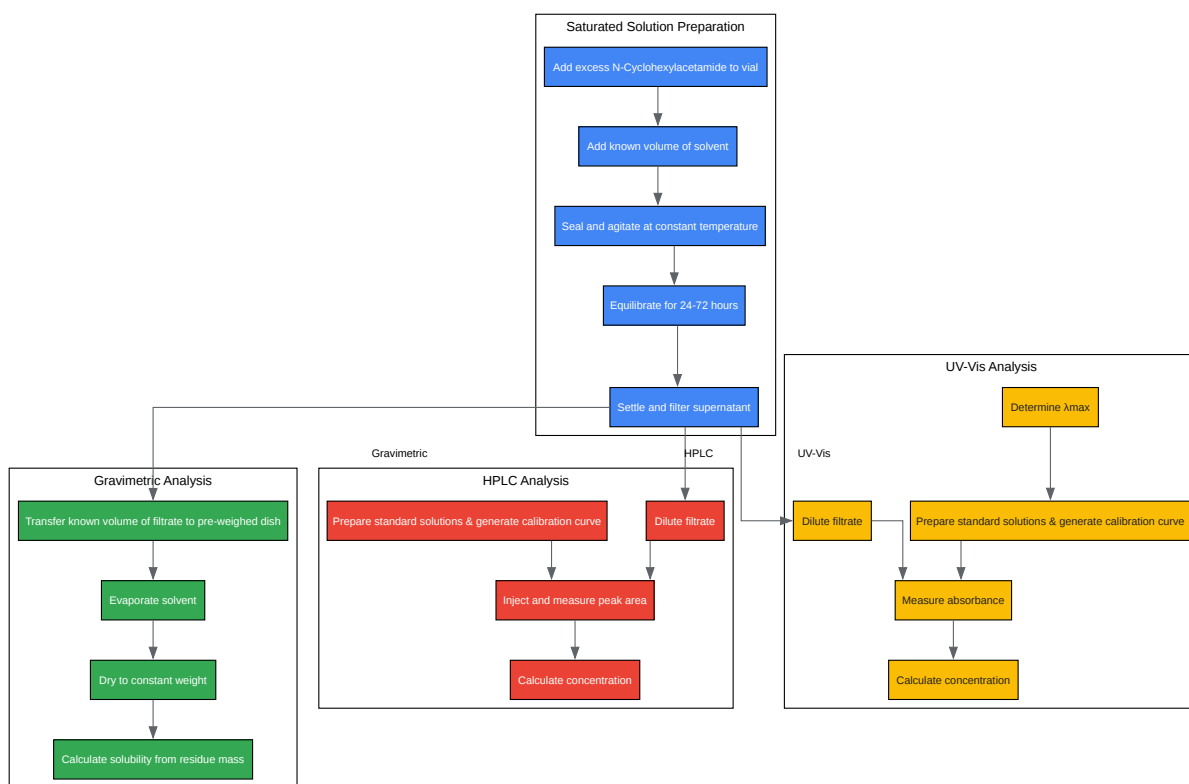 Saturated Solution Preparation
Add excess N-Cyclohexylacetamide to vial
Add known volume of solvent
Seal and agitate at constant temperature
Equilibrate for 24-72 hours
Settle and filter supernatant
Gravimetric
HPLC
UV-Vis
Gravimetric Analysis
Transfer known volume of filtrate to pre-weighed dish
Evaporate solvent
Dry to constant weight
Calculate solubility from residue mass
HPLC Analysis
Prepare standard solutions & generate calibration curve
Dilute filtrate
Inject and measure peak area
Calculate concentration
UV-Vis Analysis
Determine λmax
Dilute filtrate
Prepare standard solutions & generate calibration curve
Measure absorbance
Calculate concentration